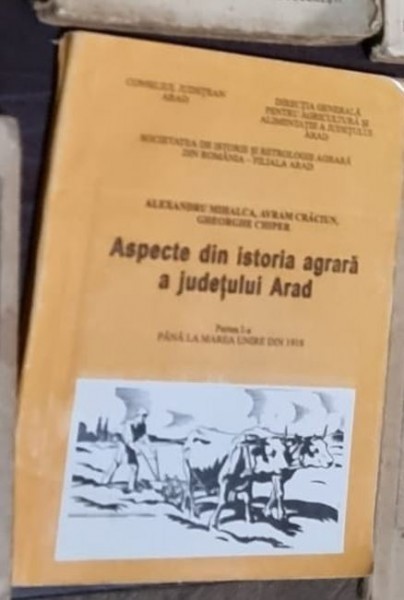 CONSILIUL JUDEȚEAN
ARAD
DIRECȚIA GENERALĂ
PENTRU AGRICULTURĂ ȘI
ALIMENTAȚIE A JUDEȚULUI
ARAD
SOCIETATEA DE ISTORIE ȘI RETROLOGIE AGRARĂ
DIN ROMÂNIA - FILIALA ARAD
ALEXANDRU MIHALCA, AVRAM CRĂCIUN,
GHEORGHE CHIPER
Aspecte din istoria agrară
a județului Arad
Partea I-a
PÂNĂ LA MAREA UNIRE DIN 1918